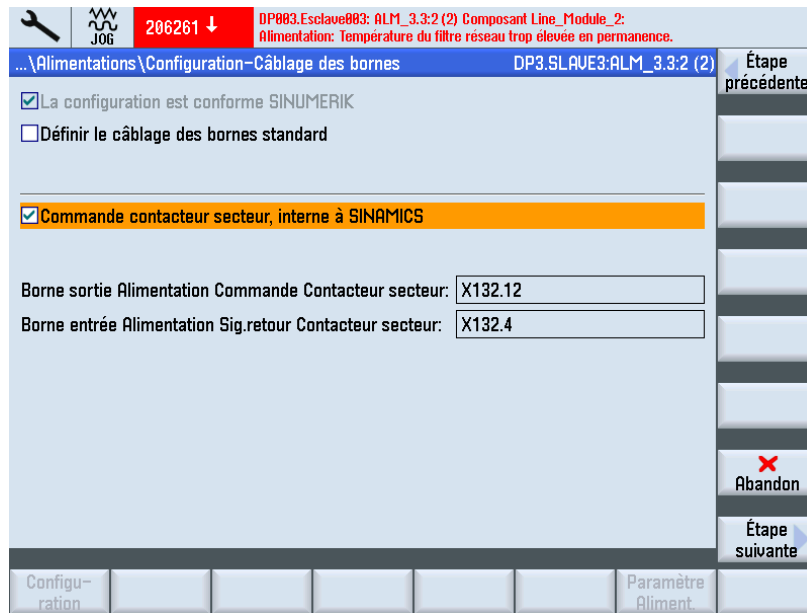 JOG
206261
DP003.Esclave003: ALM_3.3:2 (2) Composant Line_Module_2:
Alimentation: Température du filtre réseau trop élevée en permanence.
...\Alimentations\Configuration-Câblage des bornes DP3.SLAVE3:ALM_3.3:2 (2)
Étape
précédente
La configuration est conforme SINUMERIK
Définir le câblage des bornes standard
Commande contacteur secteur, interne à SINAMICS
Borne sortie Alimentation Commande Contacteur secteur: X132.12
Borne entrée Alimentation Sig.retour Contacteur secteur: X132.4
Abandon
Étape
suivante
Configu-
ration
Paramètre
Aliment.